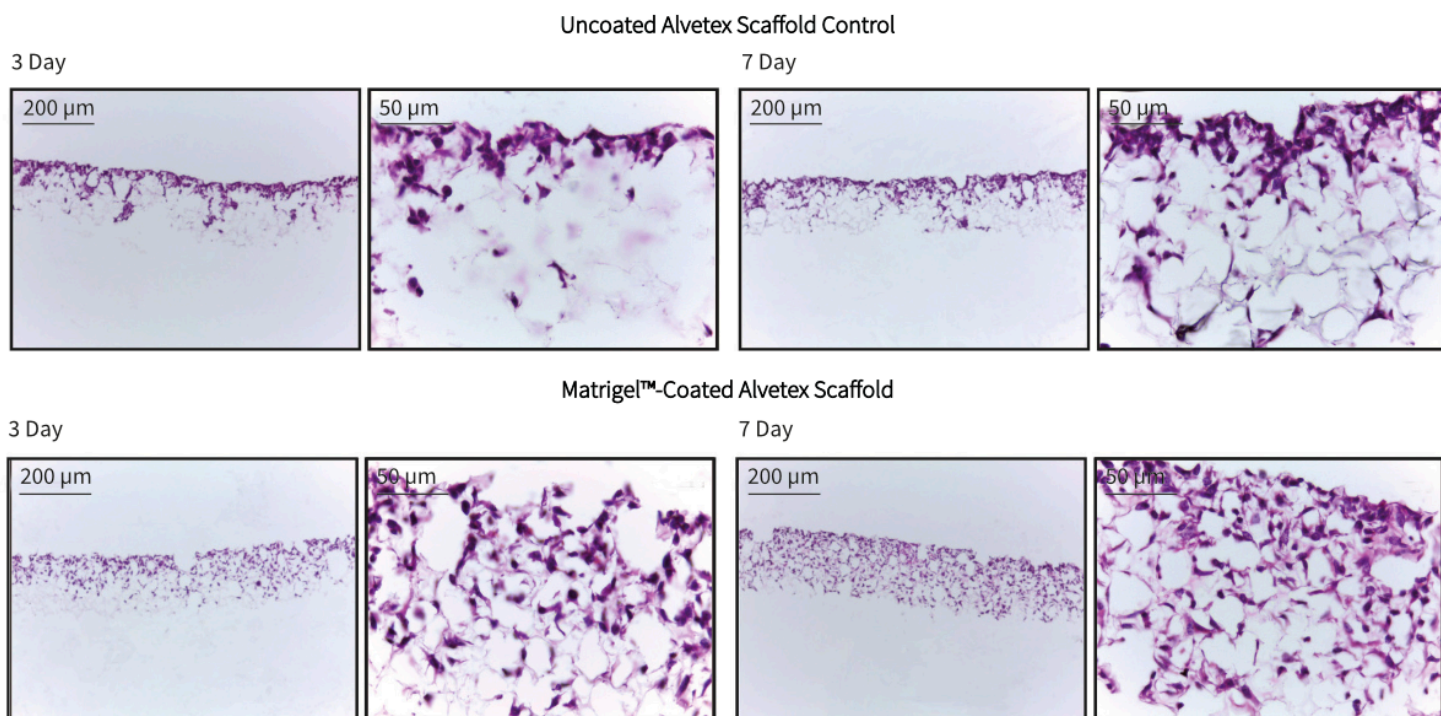 Uncoated Alvetex Scaffold Control
3 Day
7 Day
200 µm
50 µm
200 µm
50 µm
Matrigel™-Coated Alvetex Scaffold
3 Day
7 Day
200 µm
50 µm
200 µm
50 µm